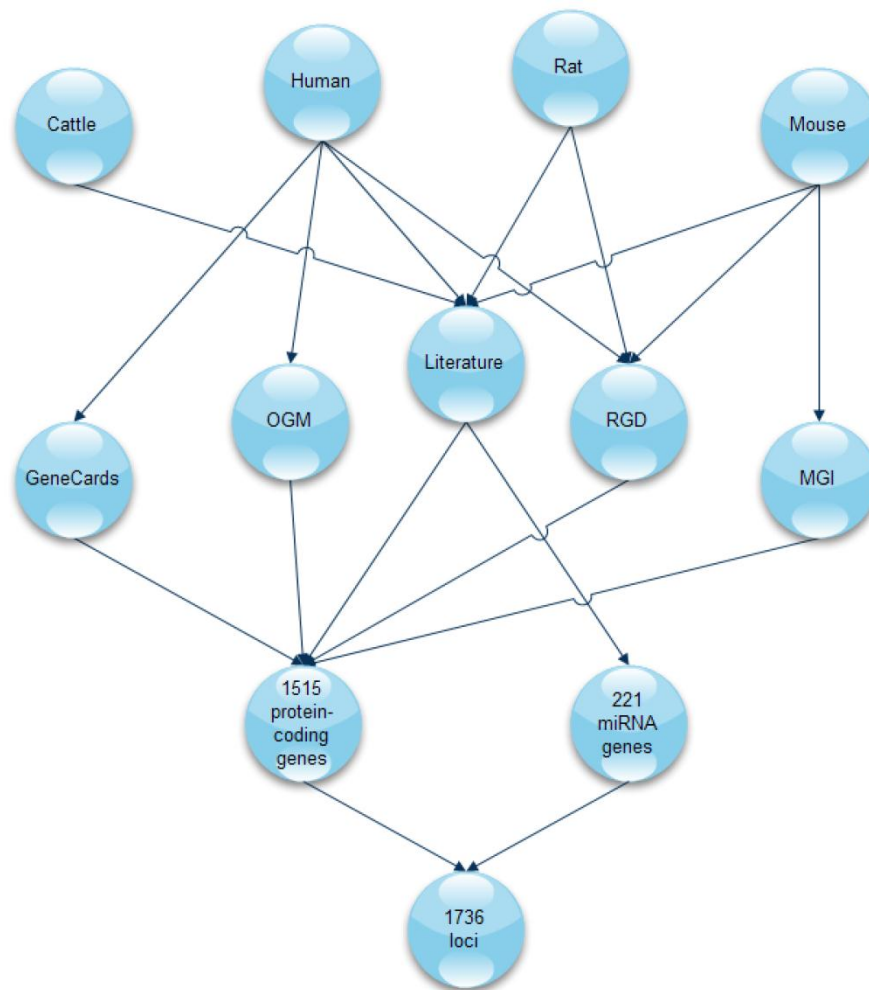 Cattle
Human
Rat
Mouse
Literature
OGM
RGD
GeneCards
MGI
1515
protein-
coding
genes
221
miRNA
genes
1736
loci